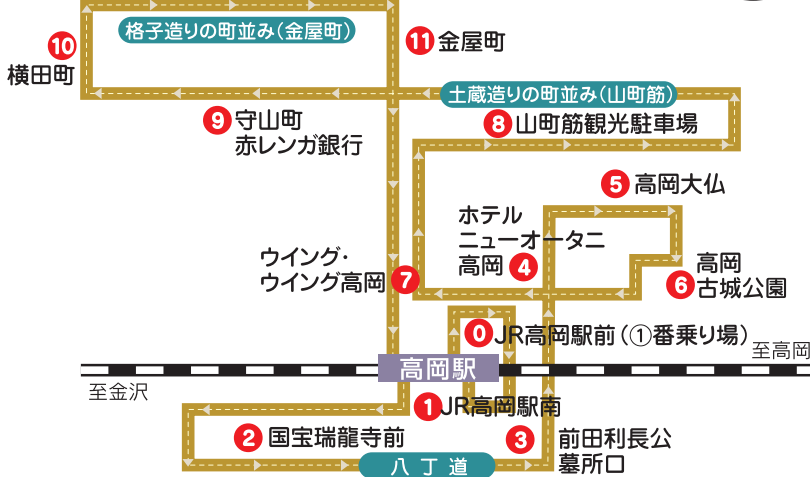 格子造りの町並み(金屋町)
⑪金屋町
⑩
横田町
土蔵造りの町並み(山町筋)
⑨守山町
赤レンガ銀行
⑧山町筋観光駐車場
⑤高岡大仏
ホテル
ニューオータニ
高岡④
ウイング・
ウイング高岡⑦
高岡
⑥古城公園
⓪JR高岡駅前(①番乗り場)
至高岡
高岡駅
至金沢
①JR高岡駅南
②国宝瑞龍寺前
③前田利長公
墓所口
八丁道